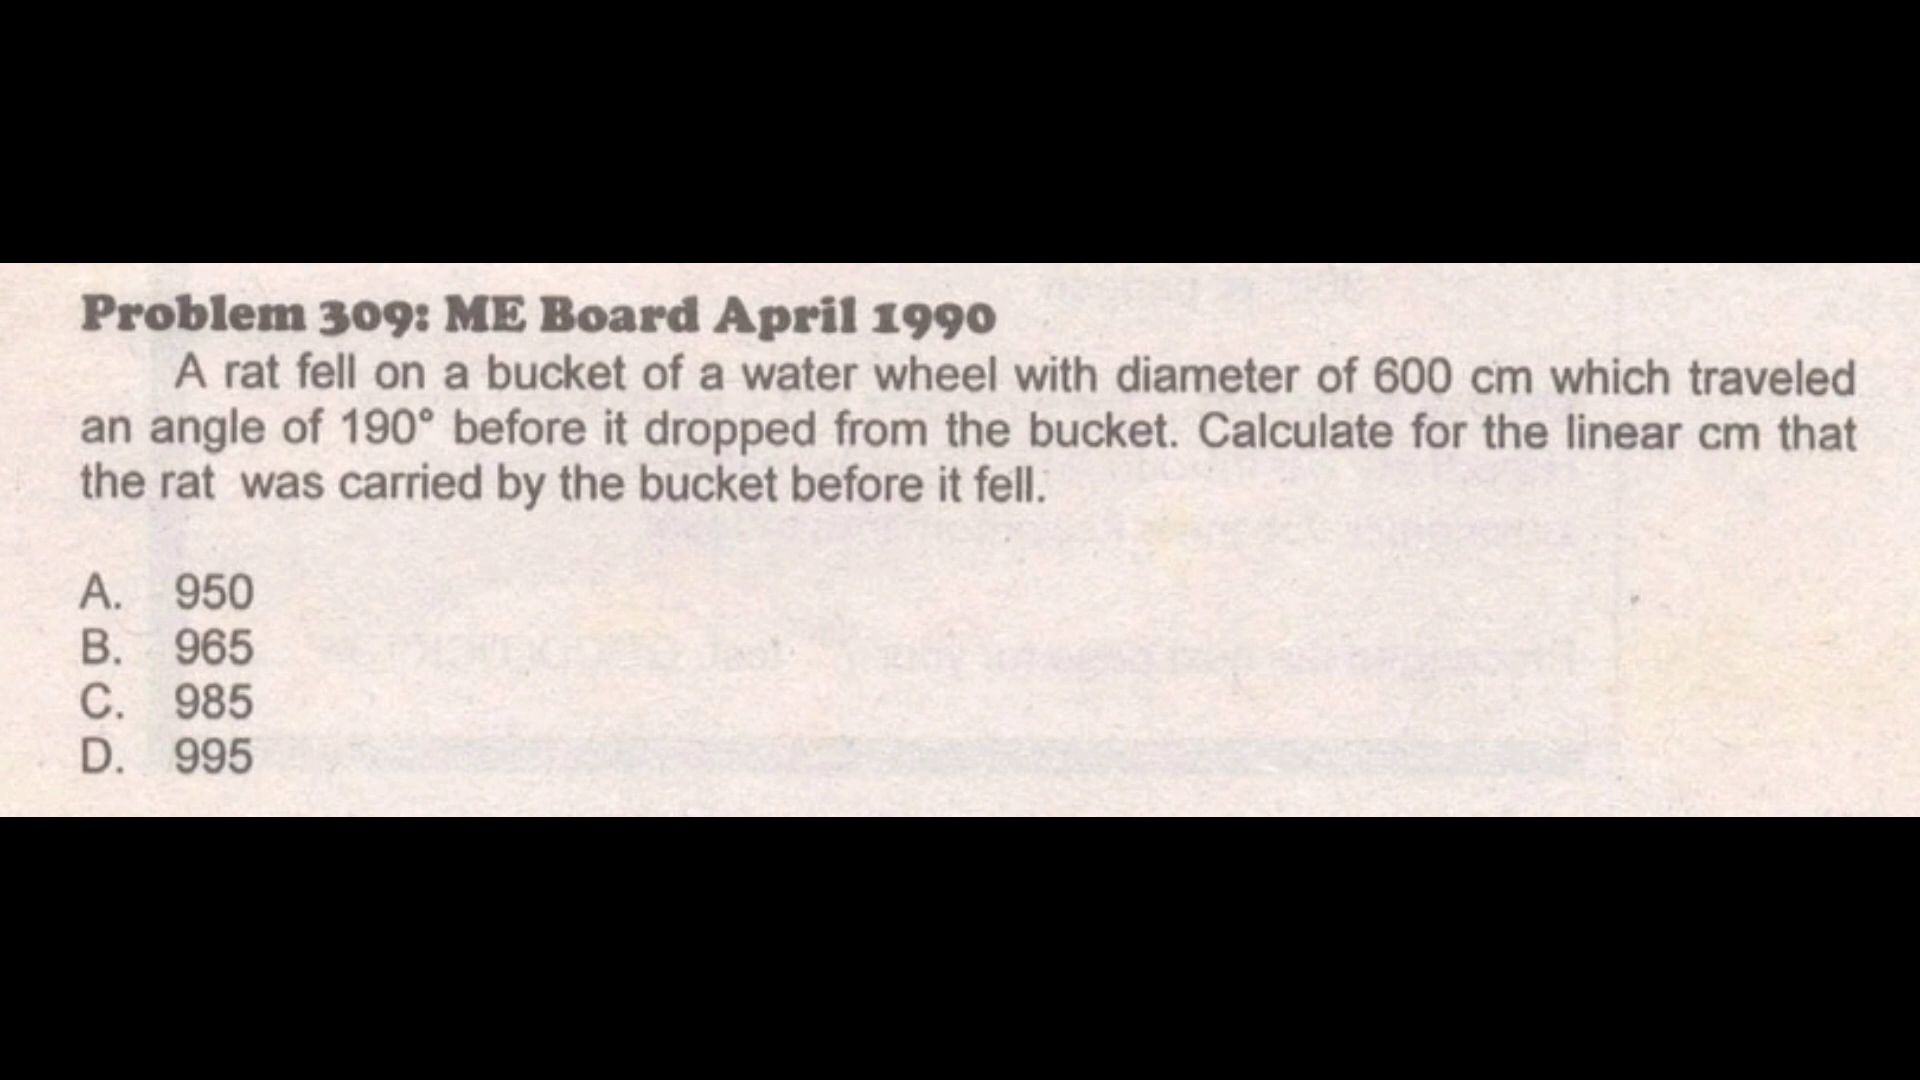 Problem 309: ME Board April 1990
A rat fell on a bucket of a water wheel with diameter of 600 cm which traveled
an angle of 190° before it dropped from the bucket. Calculate for the linear cm that
the rat was carried by the bucket before it fell.
A. 950
B. 965
C. 985
D. 995